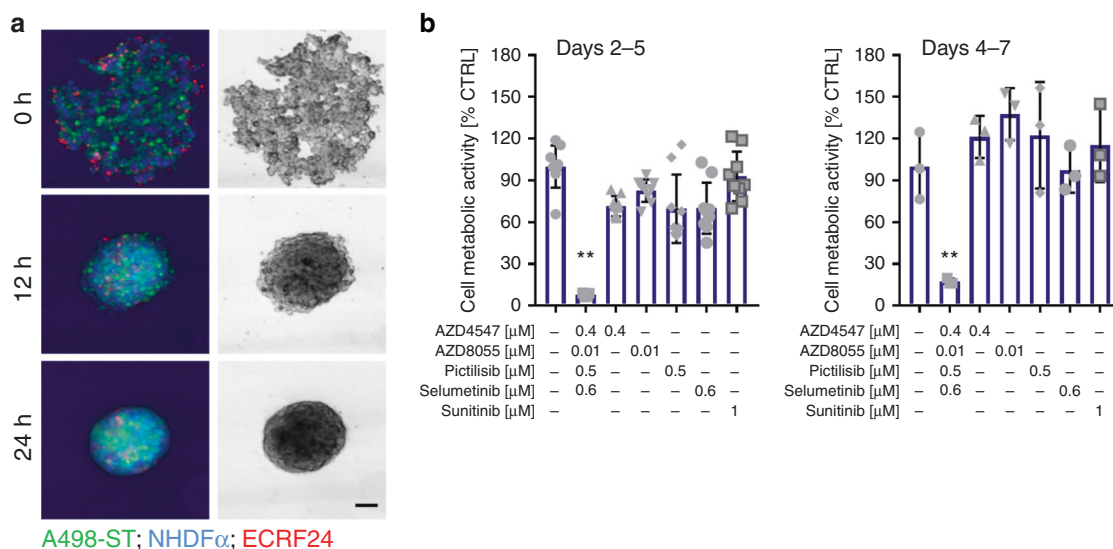 a
0 h
12 h
24 h
A498-ST; NHDFα; ECRF24
b
Days 2–5
Cell metabolic activity [% CTRL]
180
150
120
90
60
30
0
**
AZD4547 [μM] – 0.4 0.4 – – – –
AZD8055 [μM] – 0.01 – 0.01 – – –
Pictilisib [μM] – 0.5 – – 0.5 – –
Selumetinib [μM] – 0.6 – – – 0.6 –
Sunitinib [μM] – – – – – – 1
Days 4–7
Cell metabolic activity [% CTRL]
180
150
120
90
60
30
0
**
AZD4547 [μM] – 0.4 0.4 – – – –
AZD8055 [μM] – 0.01 – 0.01 – – –
Pictilisib [μM] – 0.5 – – 0.5 – –
Selumetinib [μM] – 0.6 – – – 0.6 –
Sunitinib [μM] – – – – – – 1